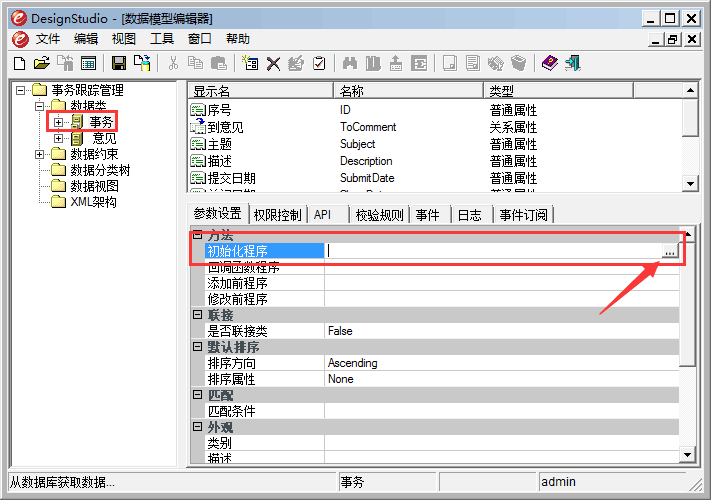 DesignStudio - [数据模型编辑器]
文件 编辑 视图 工具 窗口 帮助
事务跟踪管理
数据类
事务
意见
数据约束
数据分类树
数据视图
XML架构
显示名 名称 类型
序号 ID 普通属性
到意见 ToComment 关系属性
主题 Subject 普通属性
描述 Description 普通属性
提交日期 SubmitDate 普通属性
参数设置 权限控制 API 校验规则 事件 日志 事件订阅
方法
初始化程序 ...
回调函数程序
添加前程序
修改前程序
联接
是否联接类 False
默认排序
排序方向 Ascending
排序属性 None
匹配
匹配条件
外观
类别
描述
从数据库获取数据... 事务 admin